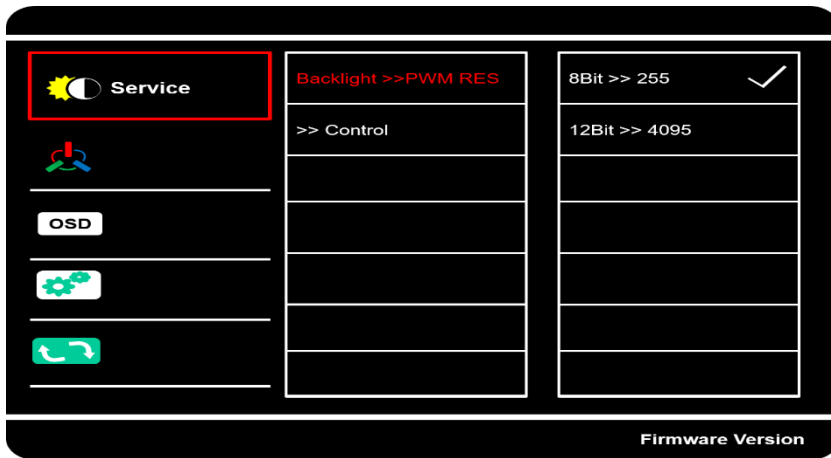 Service
Backlight >>PWM RES
8Bit >> 255
>> Control
12Bit >> 4095
OSD
Firmware Version